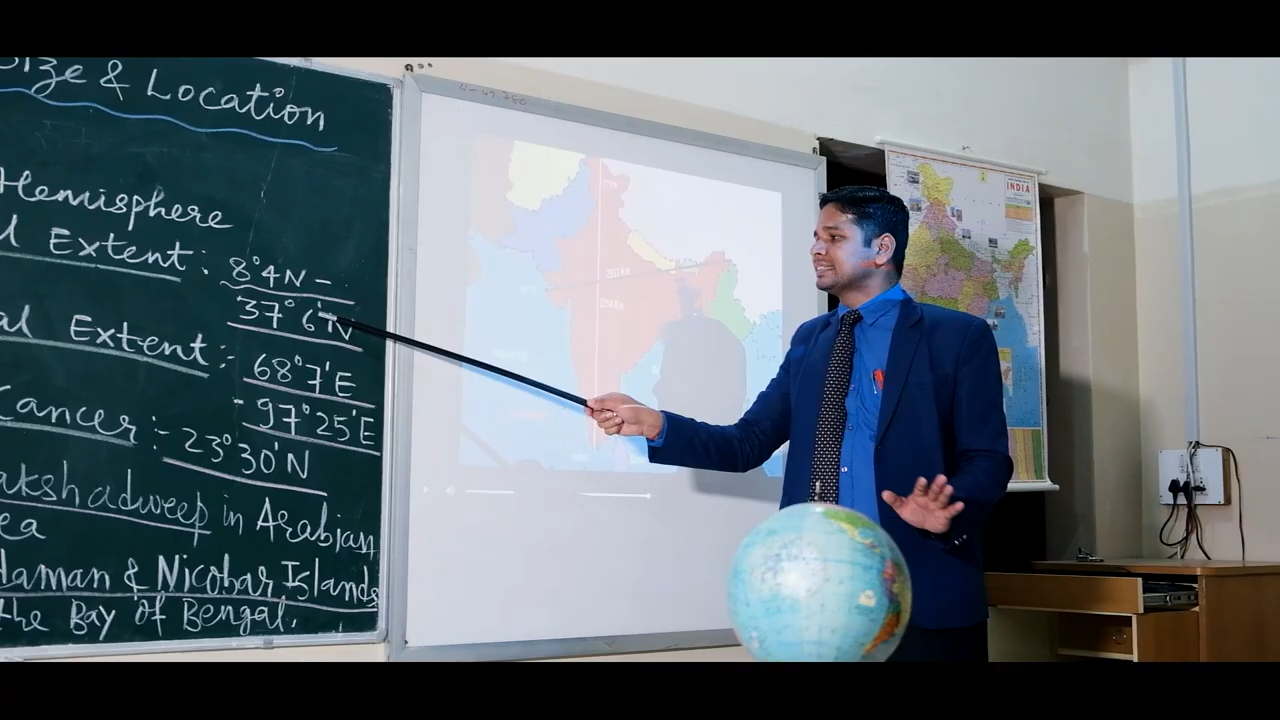 Size & Location
Hemisphere
l Extent : 8°4N –
37° 6'N
al Extent :- 68°7'E
- 97°25'E
Cancer :- 23°30'N
akshadweep in Arabian
ea
daman & Nicobar Islands
the Bay of Bengal.
INDIA